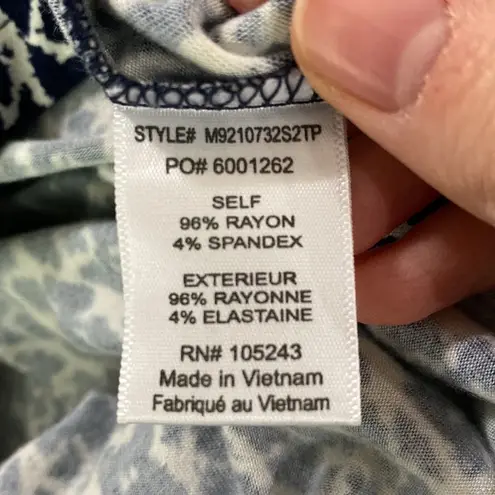 STYLE# M9210732S2TP
PO# 6001262
SELF
96% RAYON
4% SPANDEX
EXTERIEUR
96% RAYONNE
4% ELASTAINE
RN# 105243
Made in Vietnam
Fabriqué au Vietnam